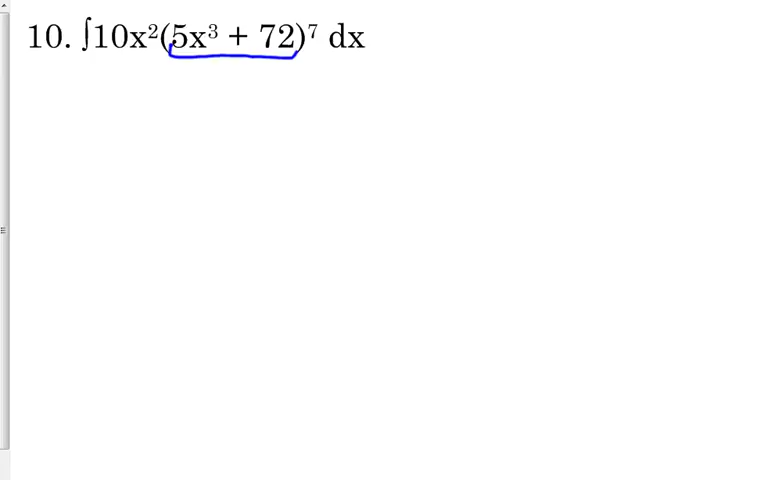 10. ∫10x²(5x³ + 72)⁷ dx